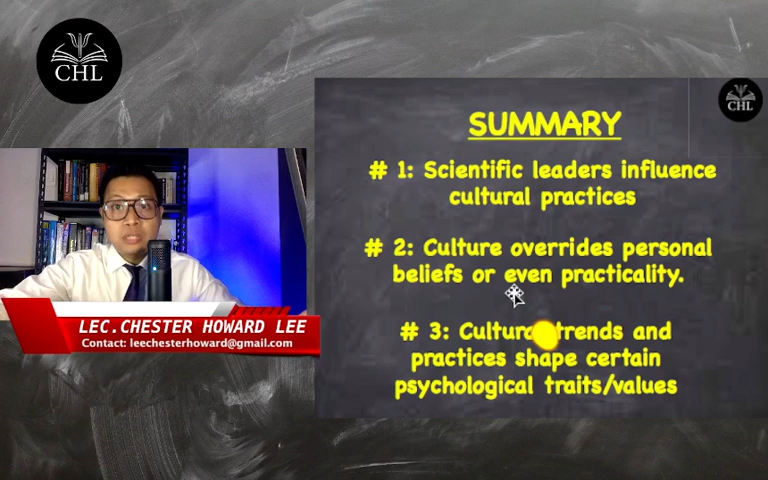 CHL
CHL
SUMMARY
# 1: Scientific leaders influence
cultural practices
# 2: Culture overrides personal
beliefs or even practicality.
# 3: Cultural trends and
practices shape certain
psychological traits/values
LEC.CHESTER HOWARD LEE
Contact: leechesterhoward@gmail.com